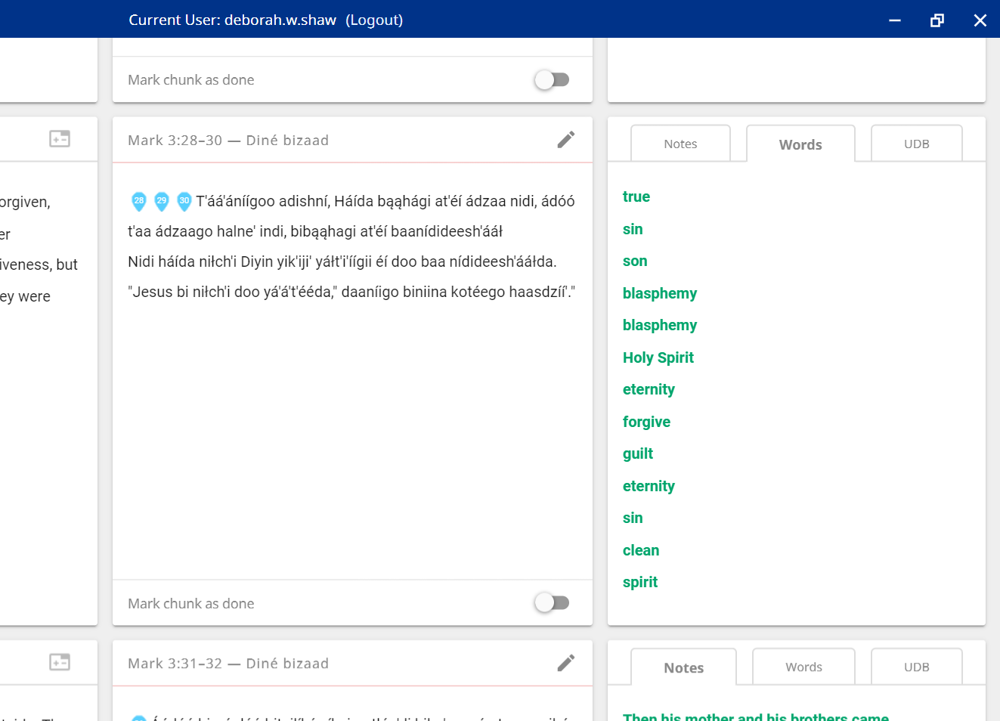 Current User: deborah.w.shaw (Logout)
Mark chunk as done
Mark 3:28–30 — Diné bizaad
Notes
Words
UDB
orgiven,
er
iveness, but
ey were
28 29 30 T'áá'áníígoo adishní, Háída bąąhági at'éí ádzaa nidi, ádóó
t'aa ádzaago halne' indi, bibąąhagi at'éí baanídideesh'ááł
Nidi háída niłch'i Diyin yik'iji' yáłt'i'íígii éí doo baa nídideesh'áálda.
"Jesus bi niłch'i doo yá'á't'ééda," daaníigo biniina kotéego haasdzíí'."
true
sin
son
blasphemy
blasphemy
Holy Spirit
eternity
forgive
guilt
eternity
sin
clean
spirit
Mark chunk as done
Mark 3:31–32 — Diné bizaad
Notes
Words
UDB
Then his mother and his brothers came